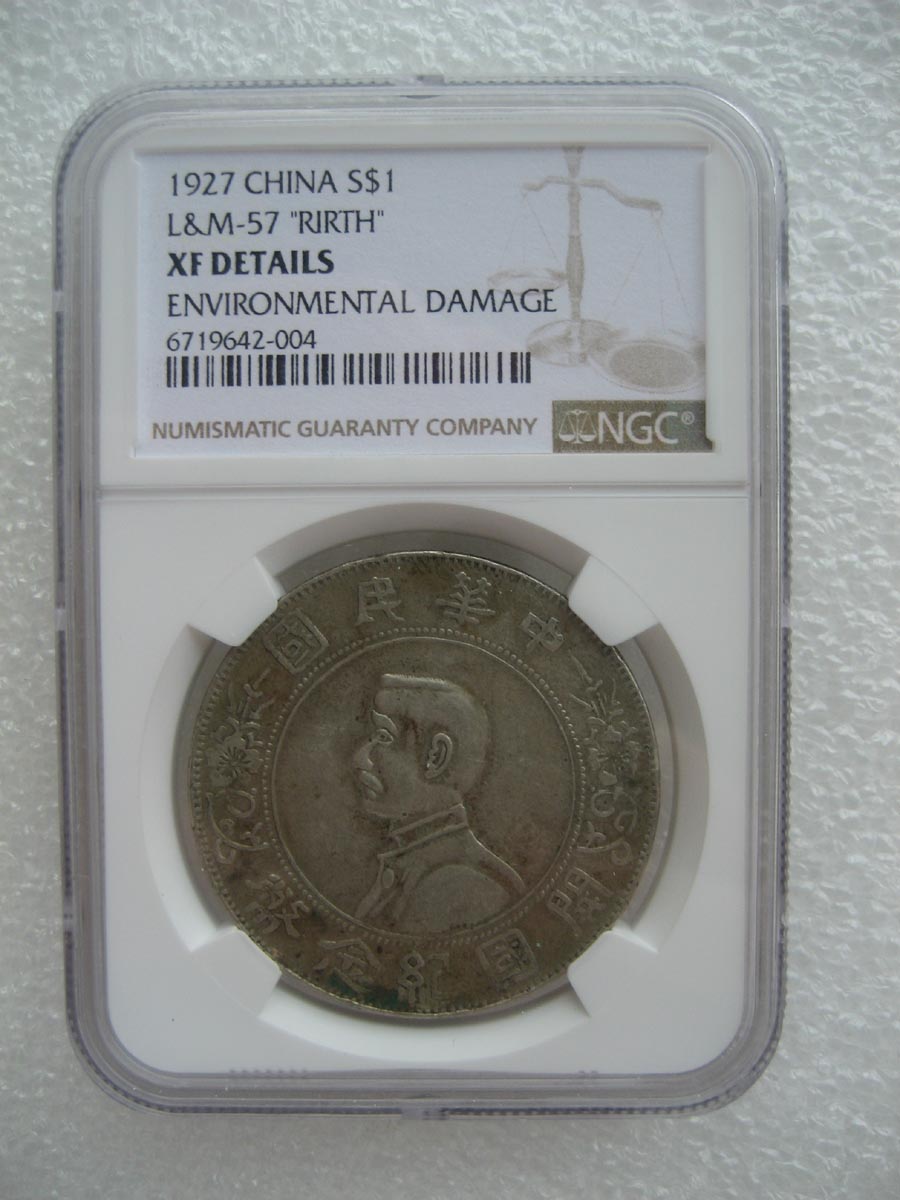 1927 CHINA S$1
L&M-57 "RIRTH"
XF DETAILS
ENVIRONMENTAL DAMAGE
6719642-004
NUMISMATIC GUARANTY COMPANY
NGC®
中華民國
開國紀念幣